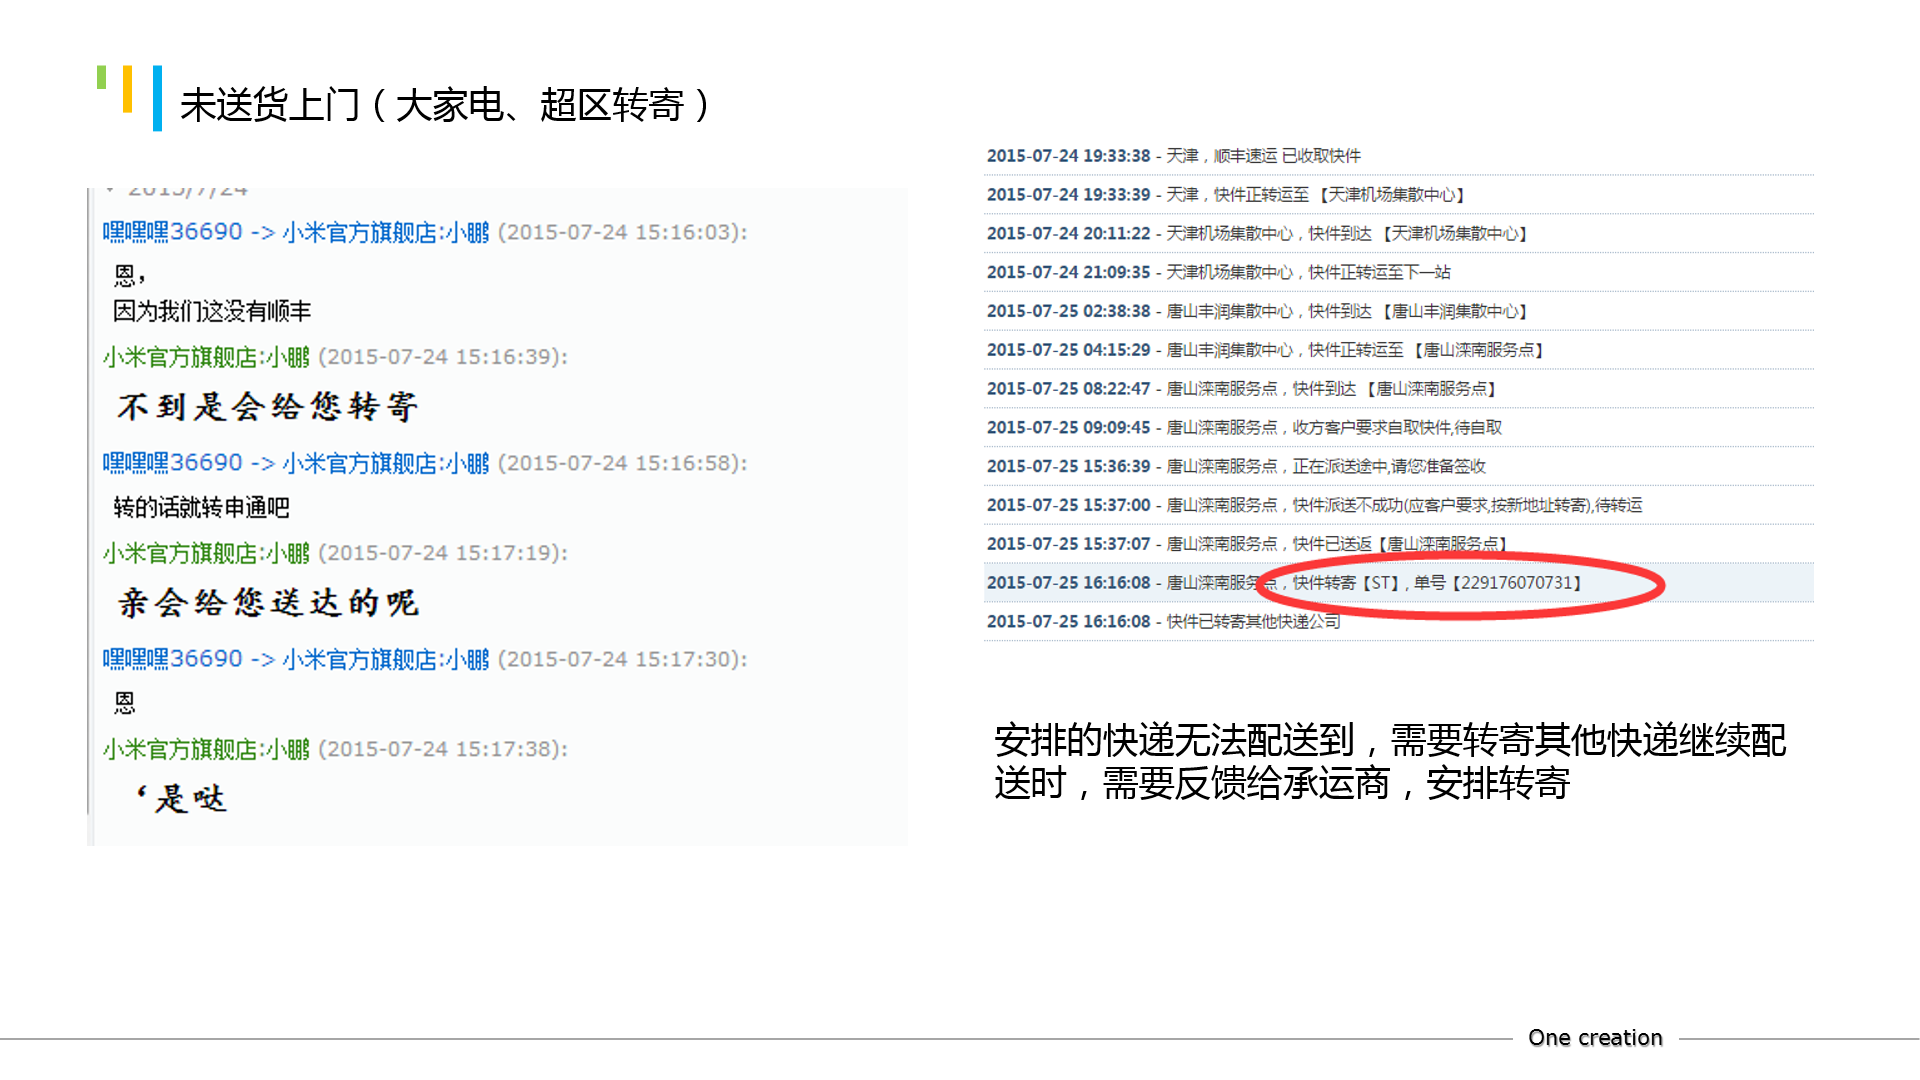 未送货上门（大家电、超区转寄）
2015/7/24
嘿嘿嘿36690 -> 小米官方旗舰店:小鹏 (2015-07-24 15:16:03):
恩，
因为我们这没有顺丰
小米官方旗舰店:小鹏 (2015-07-24 15:16:39):
不到是会给您转寄
嘿嘿嘿36690 -> 小米官方旗舰店:小鹏 (2015-07-24 15:16:58):
转的话就转申通吧
小米官方旗舰店:小鹏 (2015-07-24 15:17:19):
亲会给您送达的呢
嘿嘿嘿36690 -> 小米官方旗舰店:小鹏 (2015-07-24 15:17:30):
恩
小米官方旗舰店:小鹏 (2015-07-24 15:17:38):
‘是哒
2015-07-24 19:33:38 - 天津，顺丰速运 已收取快件
2015-07-24 19:33:39 - 天津，快件正转运至 【天津机场集散中心】
2015-07-24 20:11:22 - 天津机场集散中心，快件到达 【天津机场集散中心】
2015-07-24 21:09:35 - 天津机场集散中心，快件正转运至下一站
2015-07-25 02:38:38 - 唐山丰润集散中心，快件到达 【唐山丰润集散中心】
2015-07-25 04:15:29 - 唐山丰润集散中心，快件正转运至 【唐山滦南服务点】
2015-07-25 08:22:47 - 唐山滦南服务点，快件到达 【唐山滦南服务点】
2015-07-25 09:09:45 - 唐山滦南服务点，收方客户要求自取快件,待自取
2015-07-25 15:36:39 - 唐山滦南服务点，正在派送途中,请您准备签收
2015-07-25 15:37:00 - 唐山滦南服务点，快件派送不成功(应客户要求,按新地址转寄),待转运
2015-07-25 15:37:07 - 唐山滦南服务点，快件已送返【唐山滦南服务点】
2015-07-25 16:16:08 - 唐山滦南服务点，快件转寄【ST】, 单号【229176070731】
2015-07-25 16:16:08 - 快件已转寄其他快递公司
安排的快递无法配送到，需要转寄其他快递继续配
送时，需要反馈给承运商，安排转寄
One creation